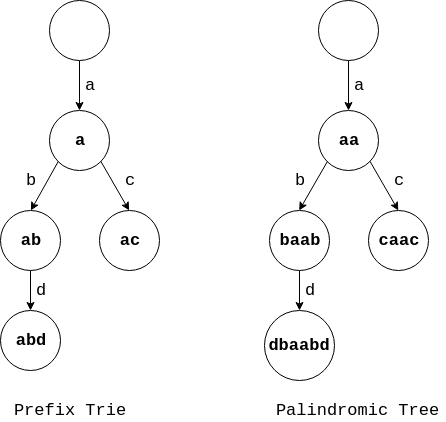 a a
a aa
b c b c
ab ac baab caac
d d
abd dbaabd
Prefix Trie Palindromic Tree